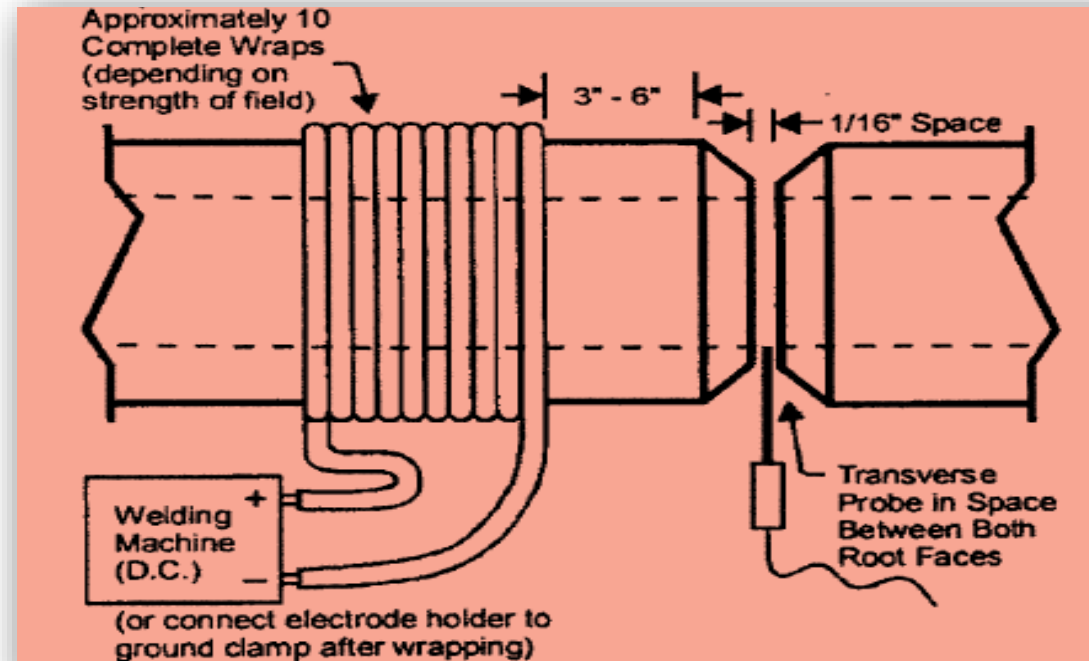 Approximately 10
Complete Wraps
(depending on
strength of field)
3" - 6"
1/16" Space
Welding
Machine
(D.C.)
+
–
Transverse
Probe in Space
Between Both
Root Faces
(or connect electrode holder to
ground clamp after wrapping)